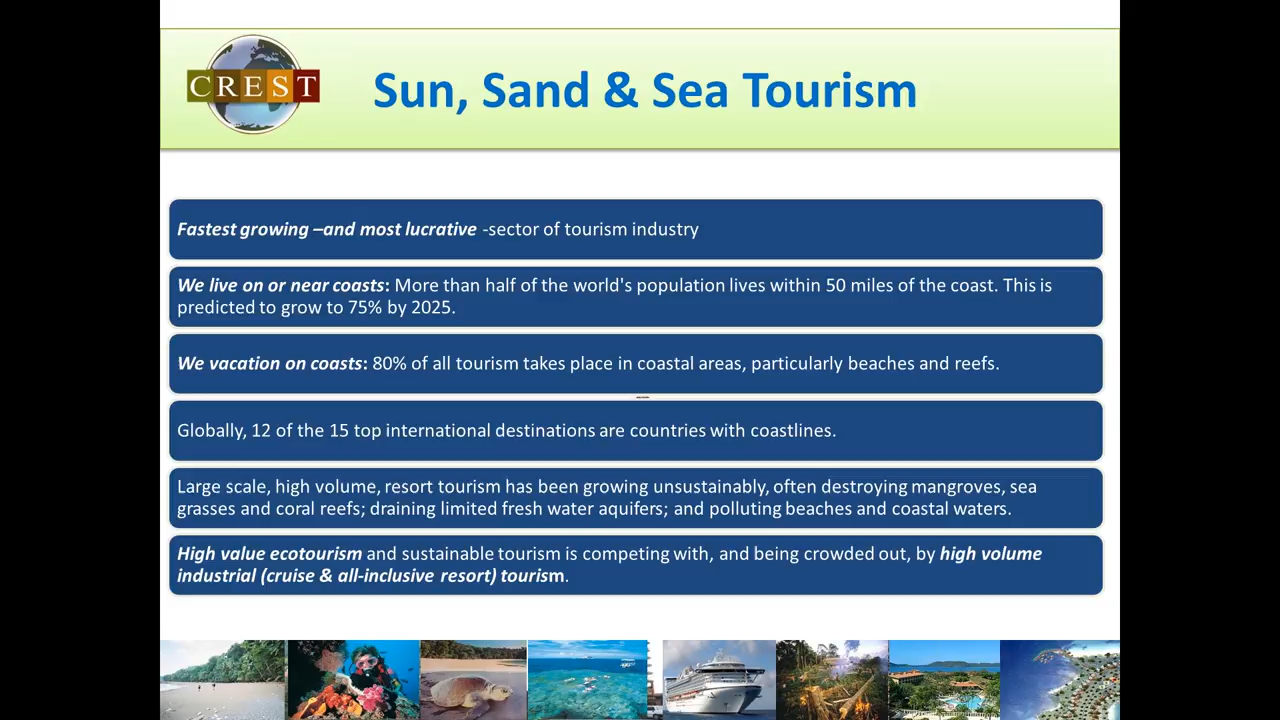 CREST
Sun, Sand & Sea Tourism
Fastest growing –and most lucrative -sector of tourism industry
We live on or near coasts: More than half of the world's population lives within 50 miles of the coast. This is
predicted to grow to 75% by 2025.
We vacation on coasts: 80% of all tourism takes place in coastal areas, particularly beaches and reefs.
Globally, 12 of the 15 top international destinations are countries with coastlines.
Large scale, high volume, resort tourism has been growing unsustainably, often destroying mangroves, sea
grasses and coral reefs; draining limited fresh water aquifers; and polluting beaches and coastal waters.
High value ecotourism and sustainable tourism is competing with, and being crowded out, by high volume
industrial (cruise & all-inclusive resort) tourism.